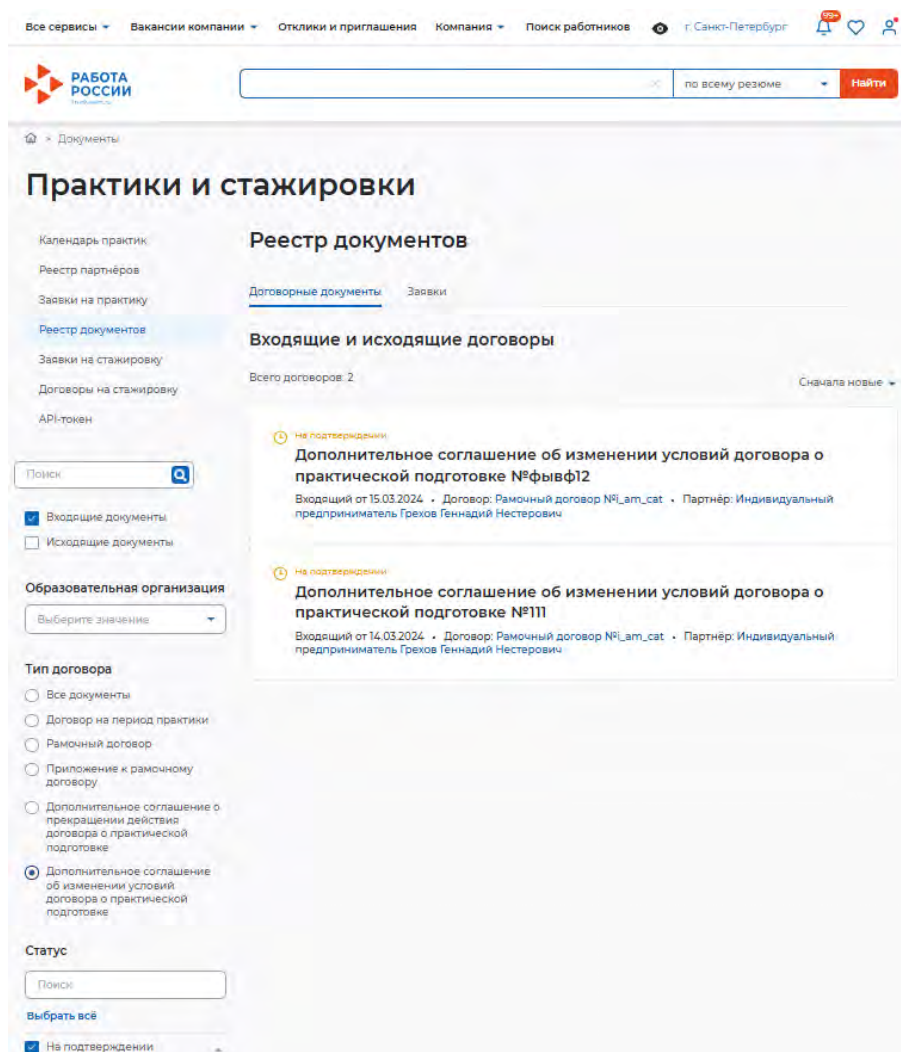 Все сервисы Вакансии компании Отклики и приглашения Компания Поиск работников г. Санкт-Петербург 99+
РАБОТА
РОССИИ
по всему резюме Найти
> Документы
Практики и стажировки
Календарь практик
Реестр партнёров
Заявки на практику
Реестр документов
Заявки на стажировку
Договоры на стажировку
API-токен
Поиск
Входящие документы
Исходящие документы
Образовательная организация
Выберите значение
Тип договора
Все документы
Договор на период практики
Рамочный договор
Приложение к рамочному
договору
Дополнительное соглашение о
прекращении действия
договора о практической
подготовке
Дополнительное соглашение
об изменении условий
договора о практической
подготовке
Статус
Поиск
Выбрать всё
На подтверждении
Реестр документов
Договорные документы Заявки
Входящие и исходящие договоры
Всего договоров: 2
Сначала новые
На подтверждении
Дополнительное соглашение об изменении условий договора о
практической подготовке №фывф12
Входящий от 15.03.2024 • Договор: Рамочный договор №i_am_cat • Партнёр: Индивидуальный
предприниматель Грехов Геннадий Нестерович
На подтверждении
Дополнительное соглашение об изменении условий договора о
практической подготовке №111
Входящий от 14.03.2024 • Договор: Рамочный договор №i_am_cat • Партнёр: Индивидуальный
предприниматель Грехов Геннадий Нестерович